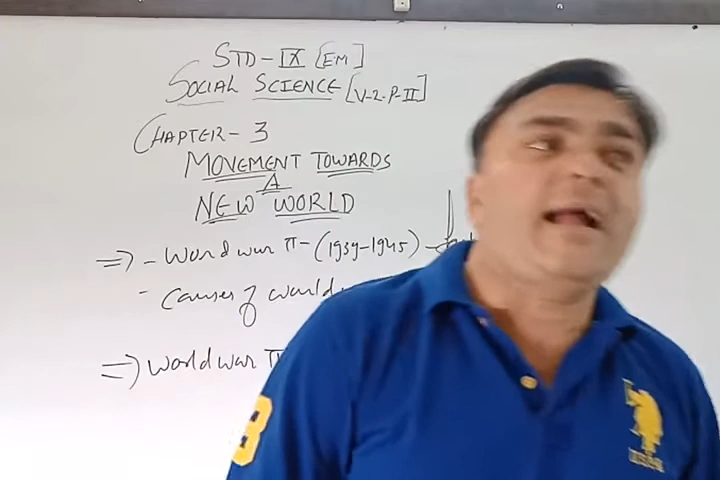 STD - IX [EM]
SOCIAL SCIENCE [V-2-P-II]
CHAPTER - 3
MOVEMENT TOWARDS
A
NEW WORLD
⇒ - World war II - (1939-1945) -
- Causes of world
⇒ World war II
3